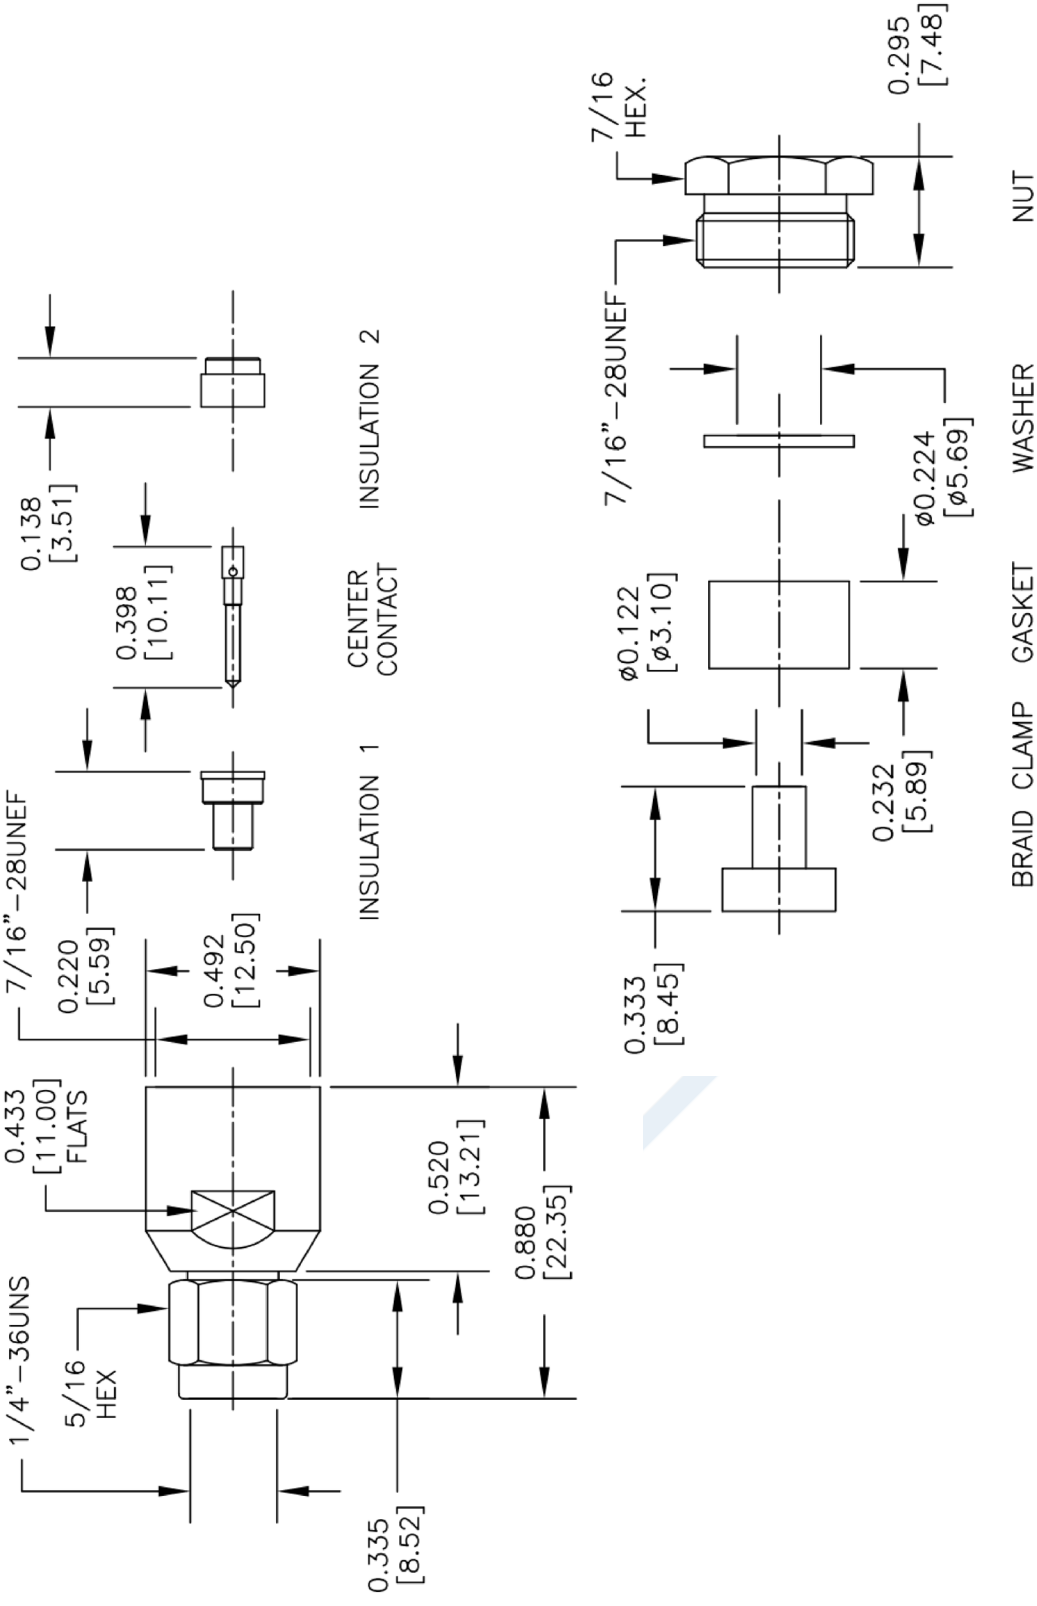 1/4"-36UNS
5/16
HEX
0.433
[11.00]
FLATS
7/16"-28UNEF
0.220
[5.59]
0.492
[12.50]
0.398
[10.11]
0.138
[3.51]
0.335
[8.52]
0.520
[13.21]
0.880
[22.35]
INSULATION 1
CENTER
CONTACT
INSULATION 2
0.333
[8.45]
ø0.122
[ø3.10]
0.232
[5.89]
7/16"-28UNEF
7/16
HEX.
ø0.224
[ø5.69]
0.295
[7.48]
BRAID CLAMP
GASKET
WASHER
NUT